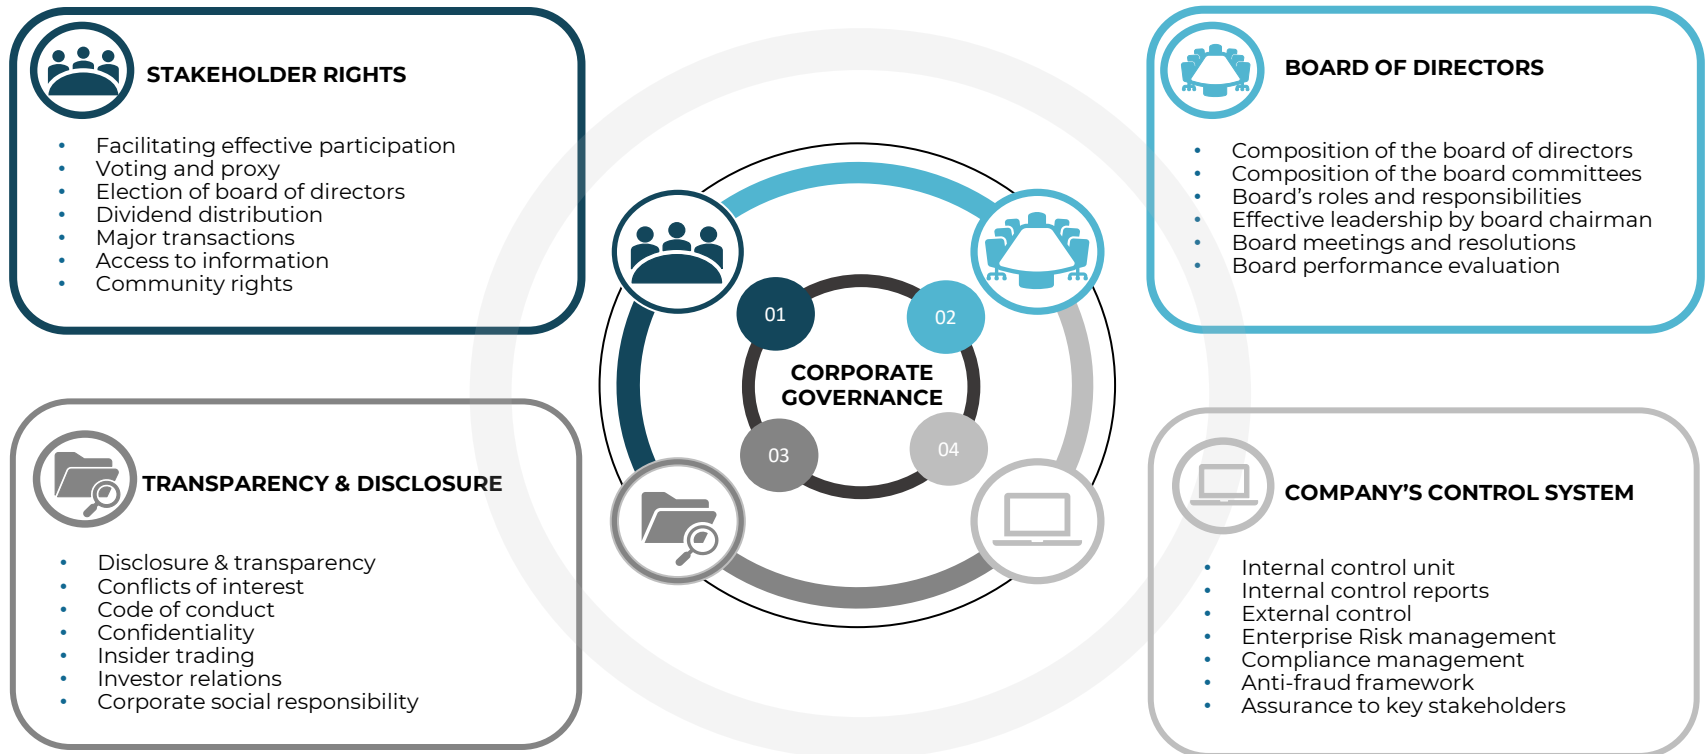 STAKEHOLDER RIGHTS
• Facilitating effective participation
• Voting and proxy
• Election of board of directors
• Dividend distribution
• Major transactions
• Access to information
• Community rights
BOARD OF DIRECTORS
• Composition of the board of directors
• Composition of the board committees
• Board’s roles and responsibilities
• Effective leadership by board chairman
• Board meetings and resolutions
• Board performance evaluation
01
02
CORPORATE
GOVERNANCE
03
04
TRANSPARENCY & DISCLOSURE
• Disclosure & transparency
• Conflicts of interest
• Code of conduct
• Confidentiality
• Insider trading
• Investor relations
• Corporate social responsibility
COMPANY’S CONTROL SYSTEM
• Internal control unit
• Internal control reports
• External control
• Enterprise Risk management
• Compliance management
• Anti-fraud framework
• Assurance to key stakeholders